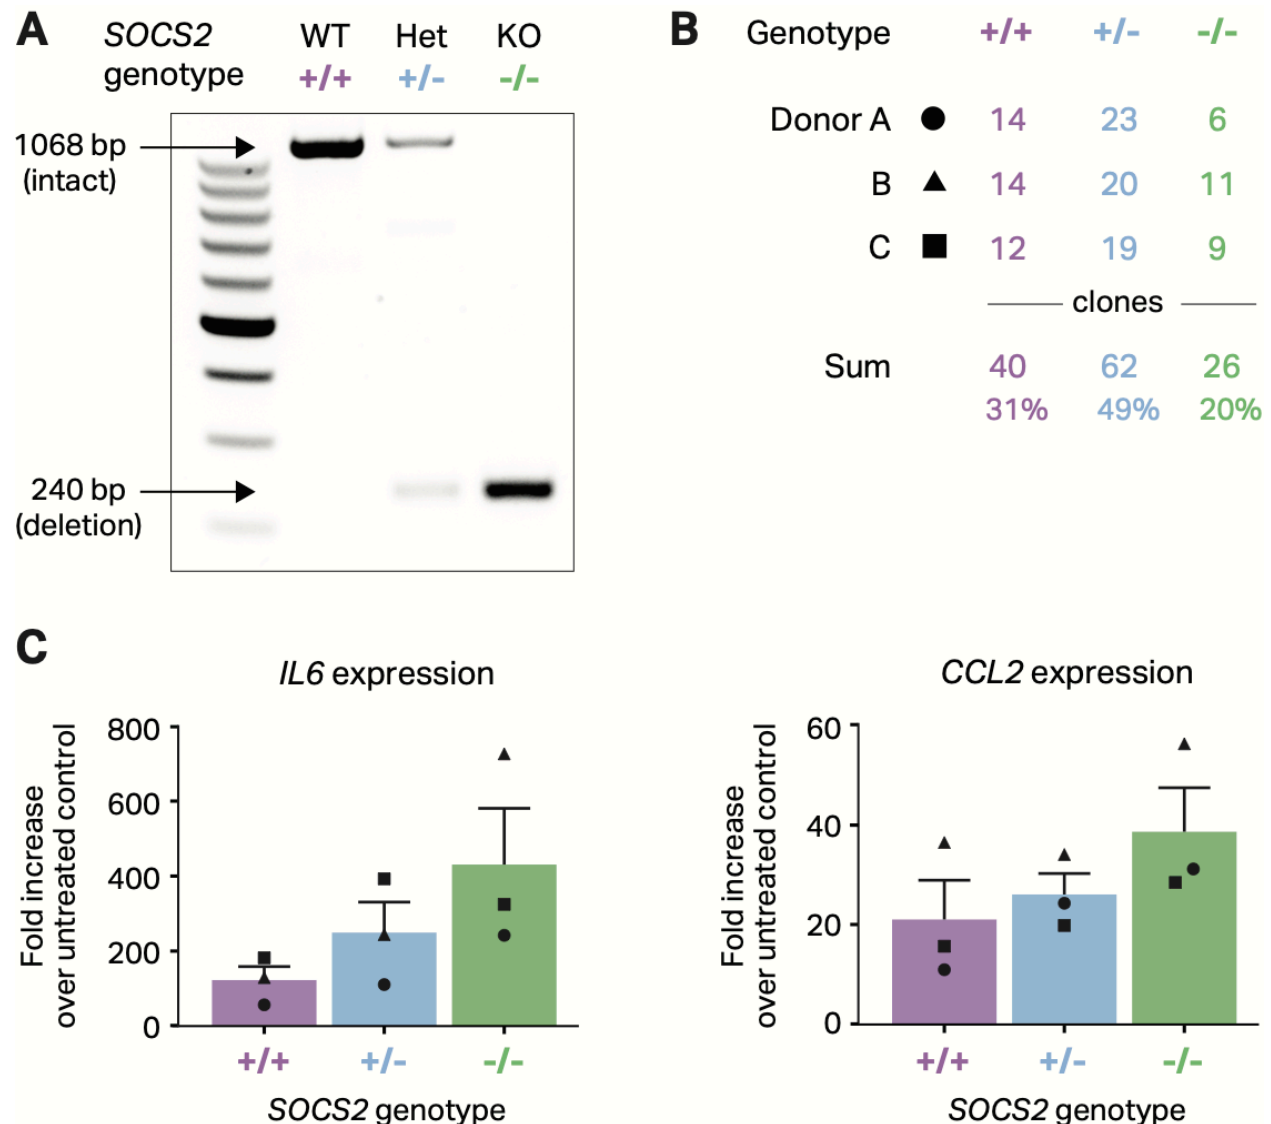 A
SOCS2 WT Het KO
genotype +/+ +/- -/-
1068 bp
(intact)
240 bp
(deletion)
B
Genotype +/+ +/- -/-
Donor A 14 23 6
B 14 20 11
C 12 19 9
clones
Sum 40 62 26
31% 49% 20%
C
IL6 expression
Fold increase
over untreated control
800
600
400
200
0
+/+ +/- -/-
SOCS2 genotype
CCL2 expression
Fold increase
over untreated control
60
40
20
0
+/+ +/- -/-
SOCS2 genotype